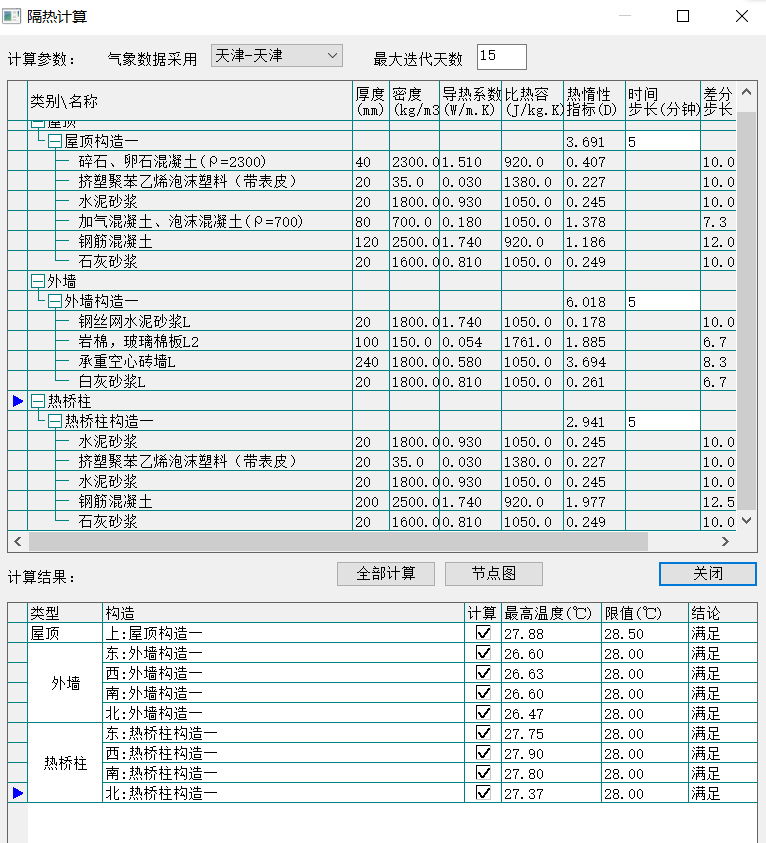 隔热计算
计算参数： 气象数据采用 天津-天津 最大迭代天数 15
类别\名称 厚度(mm) 密度(kg/m3 导热系数(W/m.K) 比热容(J/kg.K) 热惰性指标(D) 时间步长(分钟) 差分步长
屋顶
屋顶构造一 3.691 5
碎石、卵石混凝土(ρ=2300) 40 2300.0 1.510 920.0 0.407 10.0
挤塑聚苯乙烯泡沫塑料（带表皮） 20 35.0 0.030 1380.0 0.227 10.0
水泥砂浆 20 1800.0 0.930 1050.0 0.245 10.0
加气混凝土、泡沫混凝土(ρ=700) 80 700.0 0.180 1050.0 1.378 7.3
钢筋混凝土 120 2500.0 1.740 920.0 1.186 12.0
石灰砂浆 20 1600.0 0.810 1050.0 0.249 10.0
外墙
外墙构造一 6.018 5
钢丝网水泥砂浆L 20 1800.0 1.740 1050.0 0.178 10.0
岩棉，玻璃棉板L2 100 150.0 0.054 1761.0 1.885 6.7
承重空心砖墙L 240 1800.0 0.580 1050.0 3.694 8.3
白灰砂浆L 20 1800.0 0.810 1050.0 0.261 6.7
热桥柱
热桥柱构造一 2.941 5
水泥砂浆 20 1800.0 0.930 1050.0 0.245 10.0
挤塑聚苯乙烯泡沫塑料（带表皮） 20 35.0 0.030 1380.0 0.227 10.0
水泥砂浆 20 1800.0 0.930 1050.0 0.245 10.0
钢筋混凝土 200 2500.0 1.740 920.0 1.977 12.5
石灰砂浆 20 1600.0 0.810 1050.0 0.249 10.0
计算结果： 全部计算 节点图 关闭
类型 构造 计算 最高温度(℃) 限值(℃) 结论
屋顶 上:屋顶构造一 27.88 28.50 满足
外墙 东:外墙构造一 26.60 28.00 满足
西:外墙构造一 26.63 28.00 满足
南:外墙构造一 26.60 28.00 满足
北:外墙构造一 26.47 28.00 满足
热桥柱 东:热桥柱构造一 27.75 28.00 满足
西:热桥柱构造一 27.90 28.00 满足
南:热桥柱构造一 27.80 28.00 满足
北:热桥柱构造一 27.37 28.00 满足